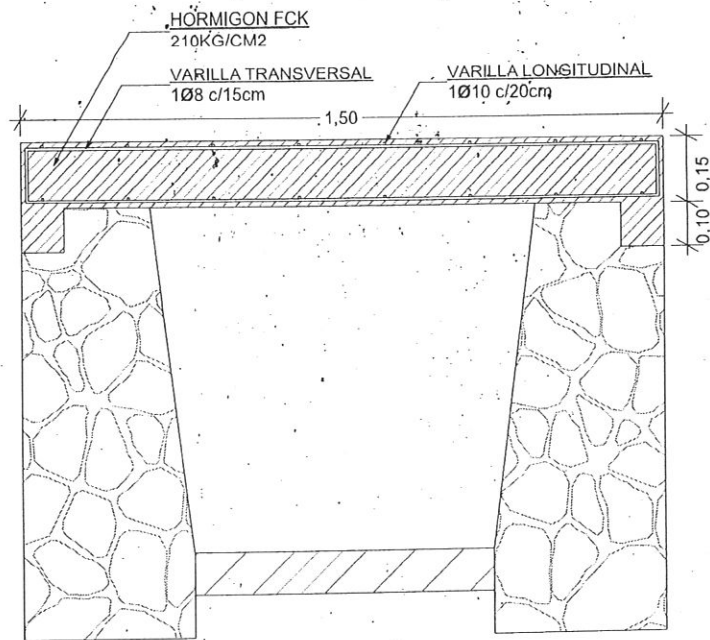 HORMIGON FCK
210KG/CM2
VARILLA TRANSVERSAL
1Ø8 c/15cm
VARILLA LONGITUDINAL
1Ø10 c/20cm
1,50
0,15
0,10